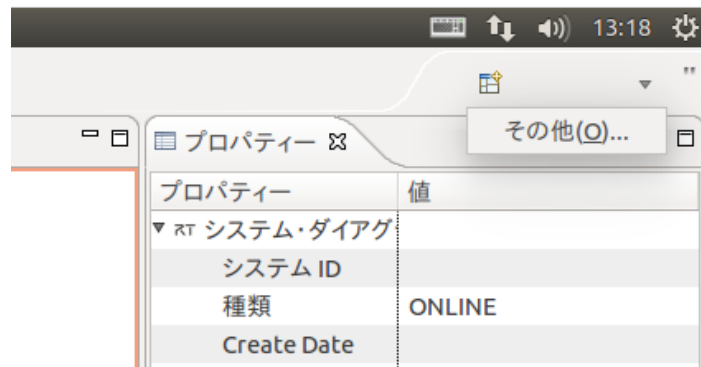 13:18
その他(O)...
プロパティー
プロパティー 値
システム・ダイアグ
システム ID
種類 ONLINE
Create Date